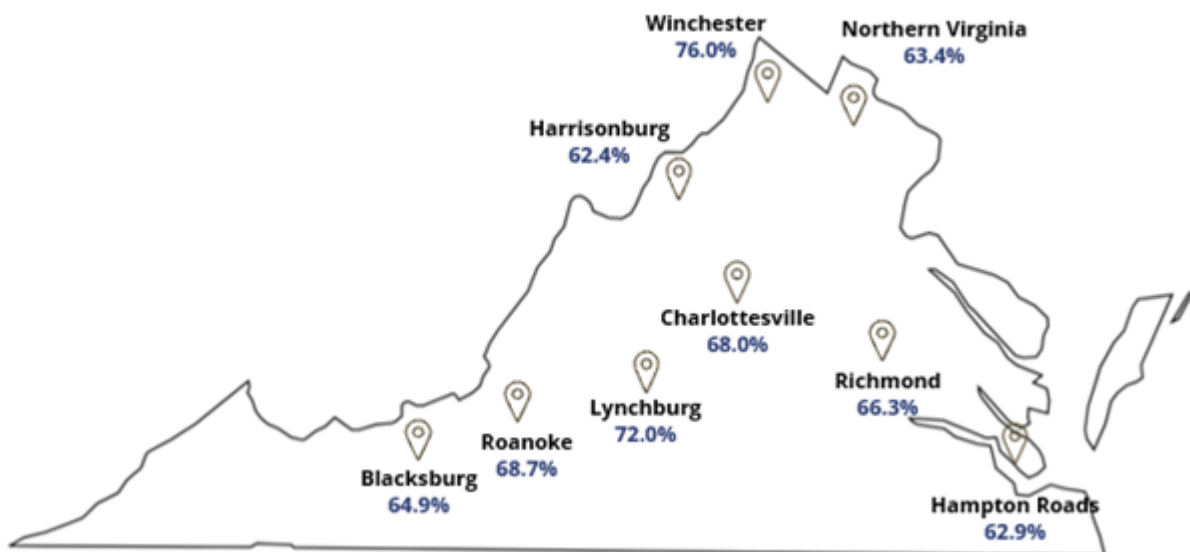 Winchester
76.0%
Northern Virginia
63.4%
Harrisonburg
62.4%
Charlottesville
68.0%
Richmond
66.3%
Lynchburg
72.0%
Roanoke
68.7%
Blacksburg
64.9%
Hampton Roads
62.9%